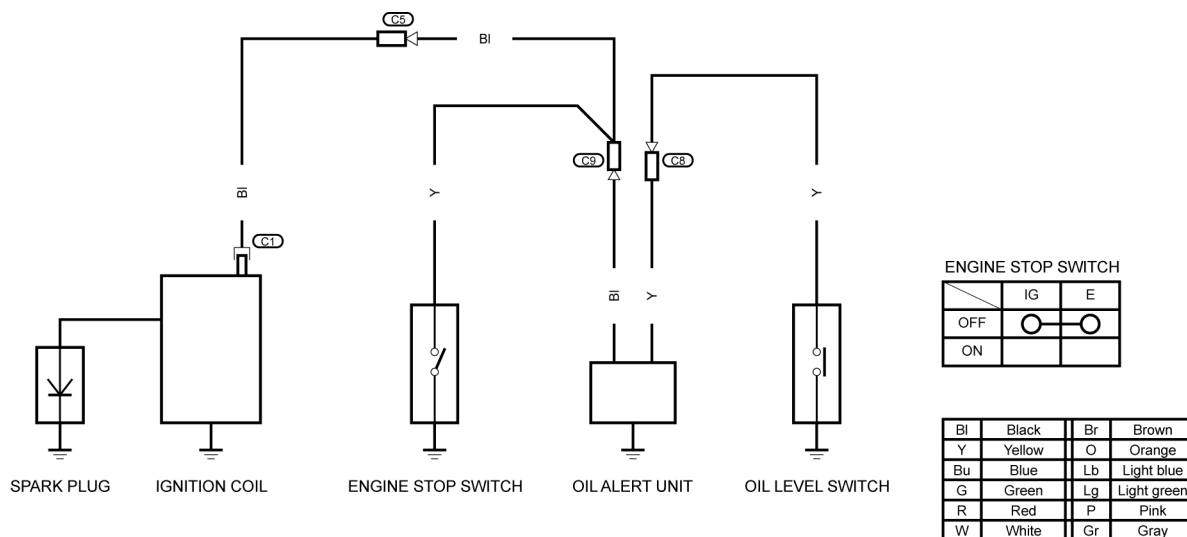 C5
Bl
C9
C8
Bl
Y
Y
C1
Bl
Y
ENGINE STOP SWITCH
IG E
OFF
ON
SPARK PLUG
IGNITION COIL
ENGINE STOP SWITCH
OIL ALERT UNIT
OIL LEVEL SWITCH
Bl Black Br Brown
Y Yellow O Orange
Bu Blue Lb Light blue
G Green Lg Light green
R Red P Pink
W White Gr Gray